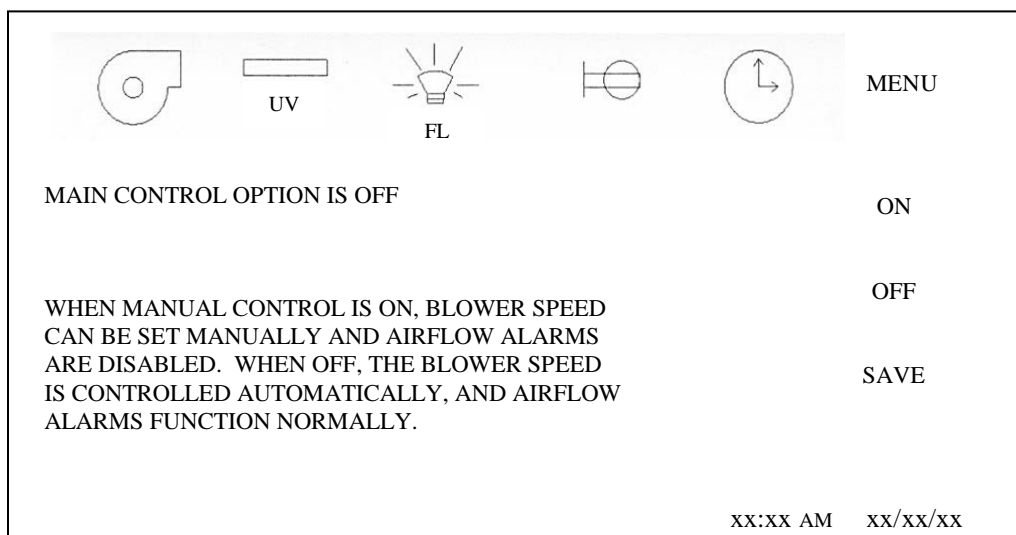 UV
FL
MENU
MAIN CONTROL OPTION IS OFF
ON
WHEN MANUAL CONTROL IS ON, BLOWER SPEED
CAN BE SET MANUALLY AND AIRFLOW ALARMS
ARE DISABLED. WHEN OFF, THE BLOWER SPEED
IS CONTROLLED AUTOMATICALLY, AND AIRFLOW
ALARMS FUNCTION NORMALLY.
OFF
SAVE
xx:xx AM xx/xx/xx